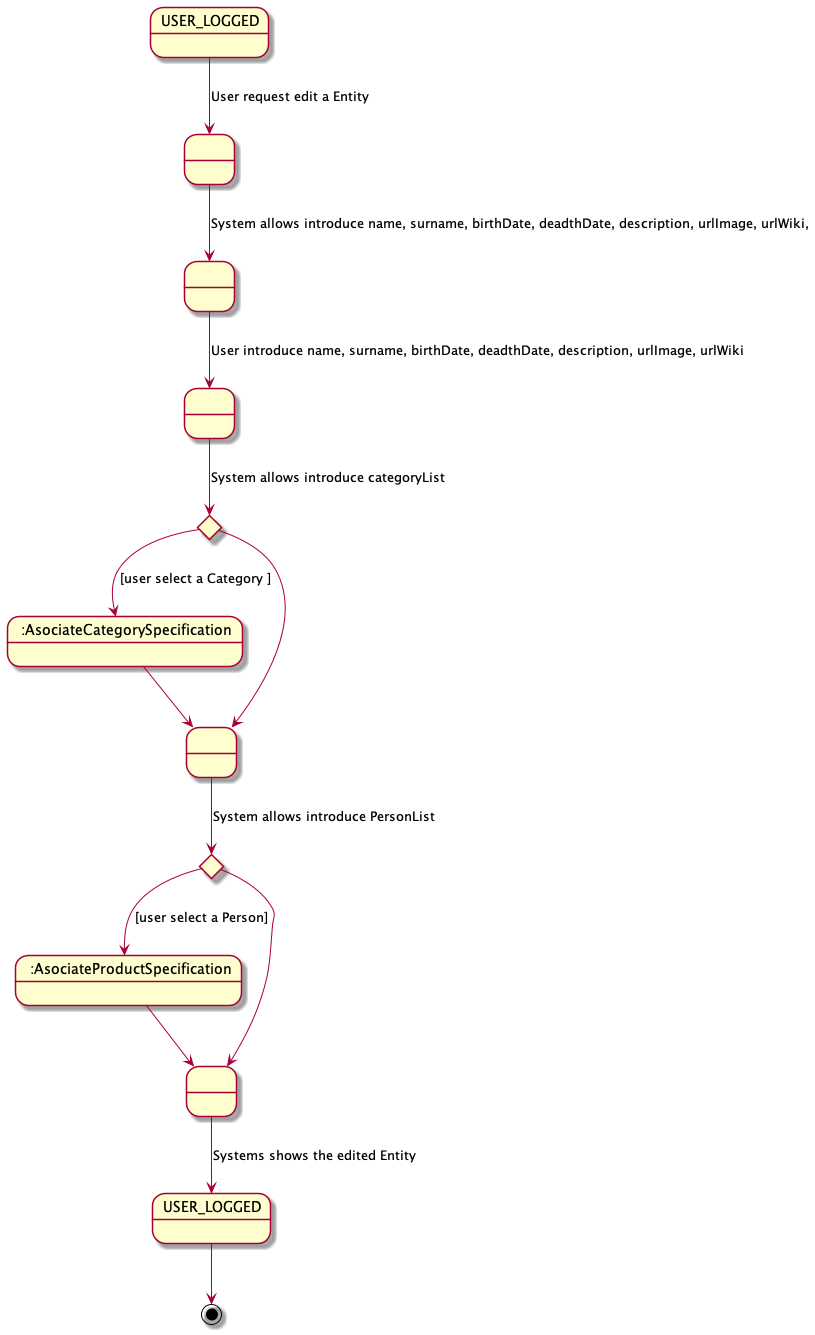 USER_LOGGED
User request edit a Entity
System allows introduce name, surname, birthDate, deadthDate, description, urlImage, urlWiki,
User introduce name, surname, birthDate, deadthDate, description, urlImage, urlWiki
System allows introduce categoryList
[user select a Category ]
:AsociateCategorySpecification
System allows introduce PersonList
[user select a Person]
:AsociateProductSpecification
Systems shows the edited Entity
USER_LOGGED